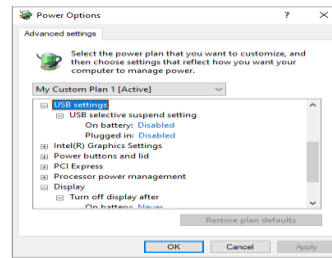 Power Options
?
Advanced settings
Select the power plan that you want to customize, and
then choose settings that reflect how you want your
computer to manage power.
My Custom Plan 1 [Active]
USB settings
USB selective suspend setting
On battery: Disabled
Plugged in: Disabled
Intel(R) Graphics Settings
Power buttons and lid
PCI Express
Processor power management
Display
Turn off display after
On battery: Never
Restore plan defaults
OK
Cancel
Apply